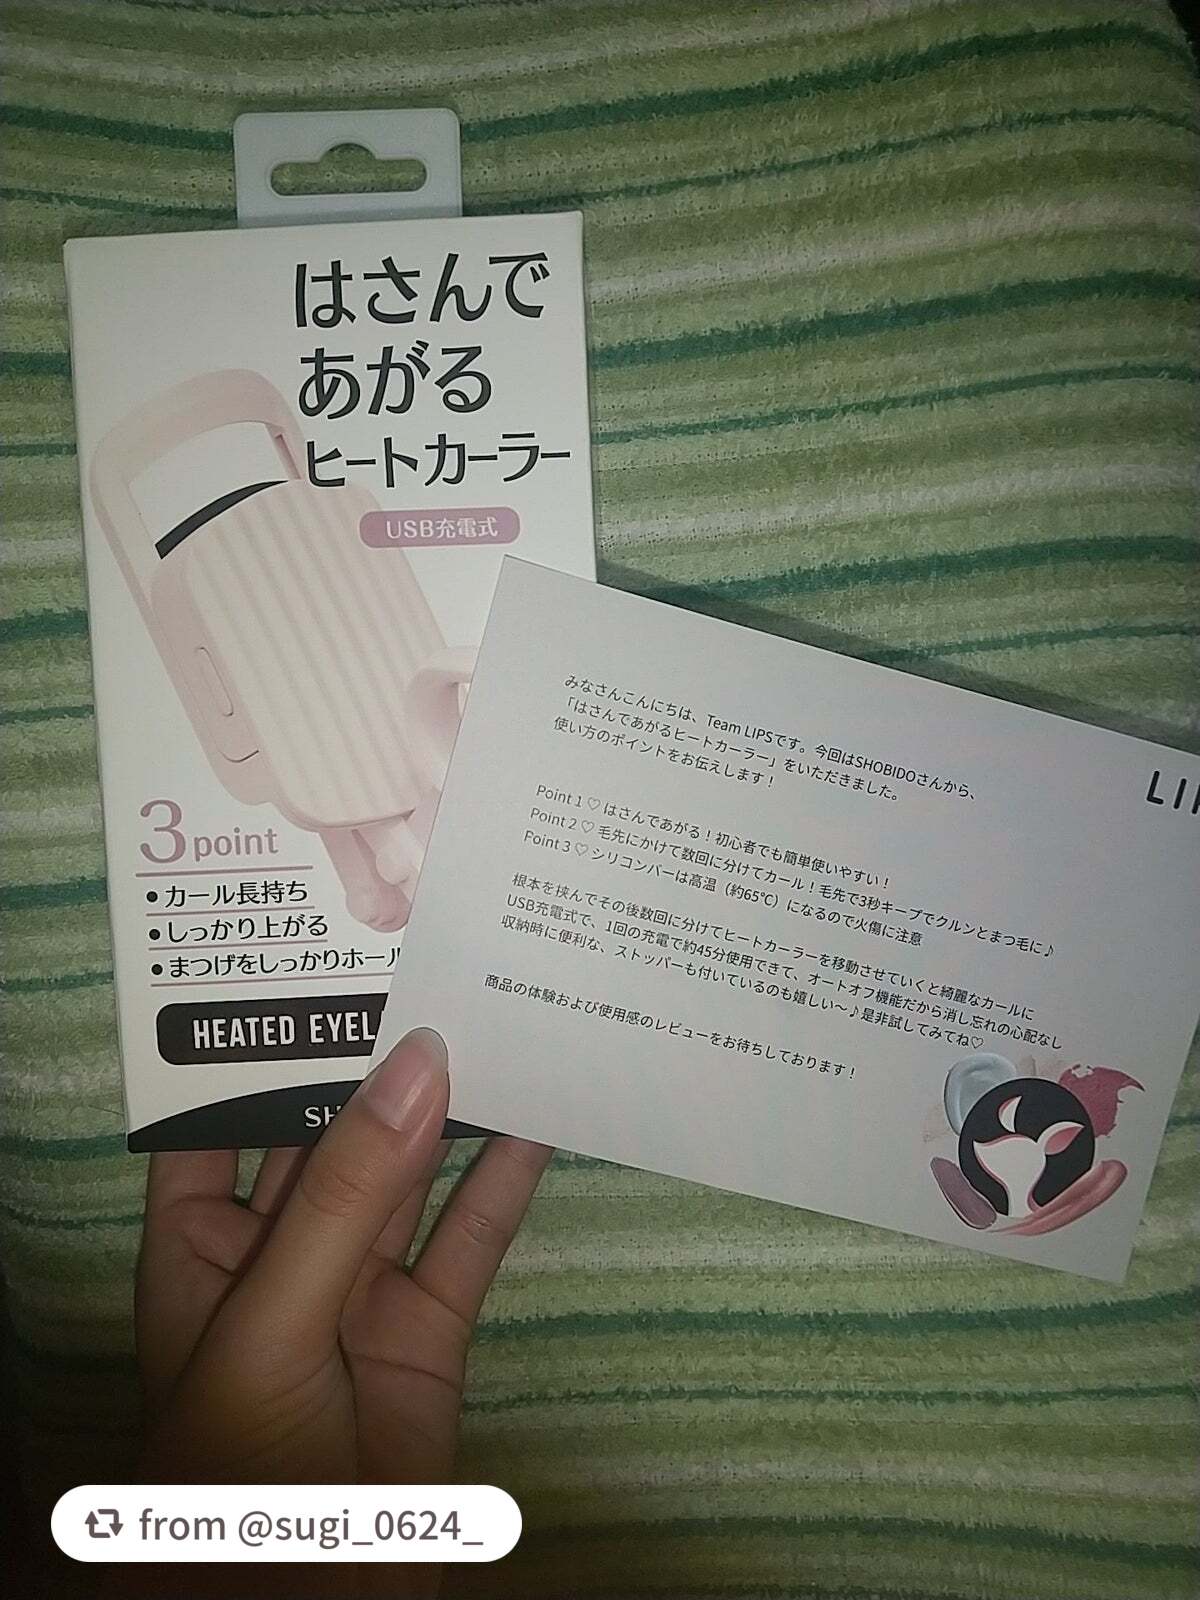 はさんで
あがる
ヒートカーラー
USB充電式
3point
•カール長持ち
•しっかり上がる
•まつげをしっかりホール
HEATED EYEL
SH
LI
みなさんこんにちは、Team LIPSです。今回はSHOBIDOさんから、
「はさんであがるヒートカーラー」をいただきました。
使い方のポイントをお伝えします！
Point 1 ♡ はさんであがる！初心者でも簡単使いやすい！
Point 2 ♡ 毛先にかけて数回に分けてカール！毛先で3秒キープでクルンとまつ毛に♪
Point 3 ♡ シリコンバーは高温（約65℃）になるので火傷に注意
根本を挟んでその後数回に分けてヒートカーラーを移動させていくと綺麗なカールに
USB充電式で、1回の充電で約45分使用できて、オートオフ機能だから消し忘れの心配なし
収納時に便利な、ストッパーも付いているのも嬉しい〜♪是非試してみてね♡
商品の体験および使用感のレビューをお待ちしております！
from @sugi_0624_